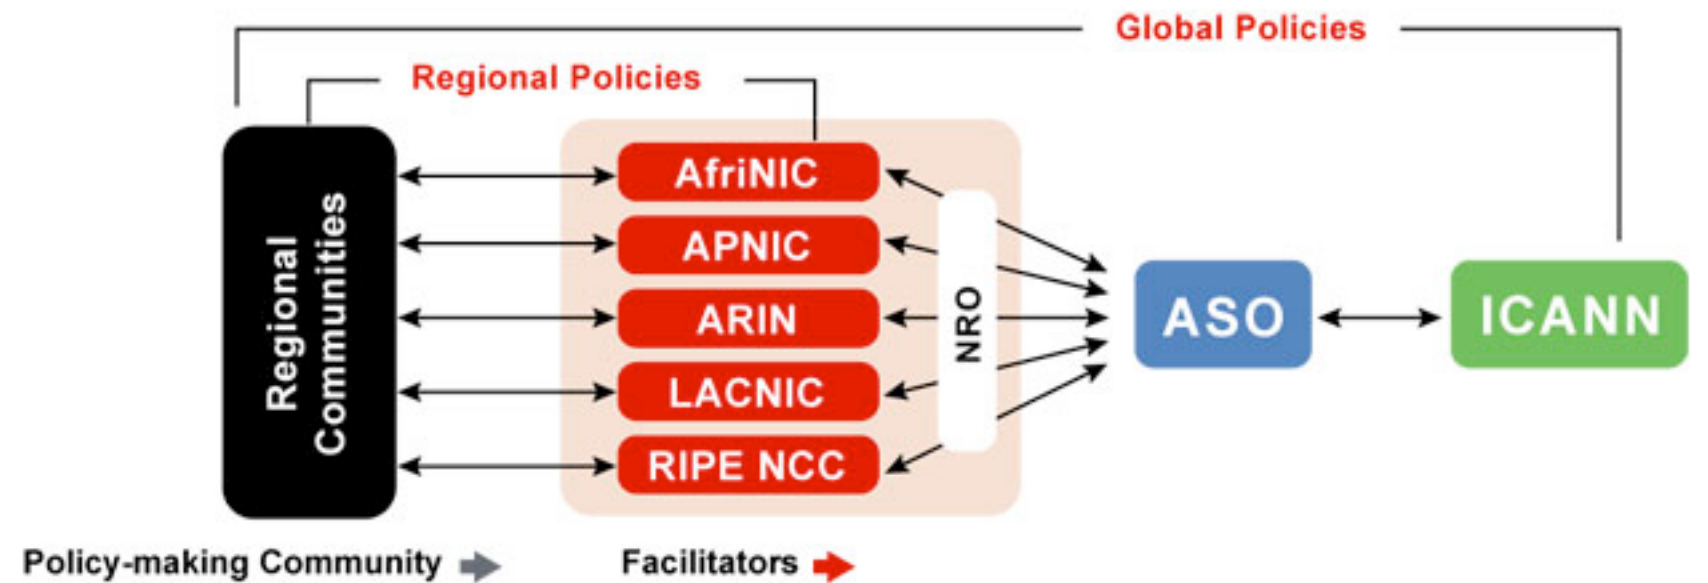 Global Policies
Regional Policies
Regional
Communities
AfriNIC
APNIC
ARIN
LACNIC
RIPE NCC
NRO
ASO
ICANN
Policy-making Community
Facilitators